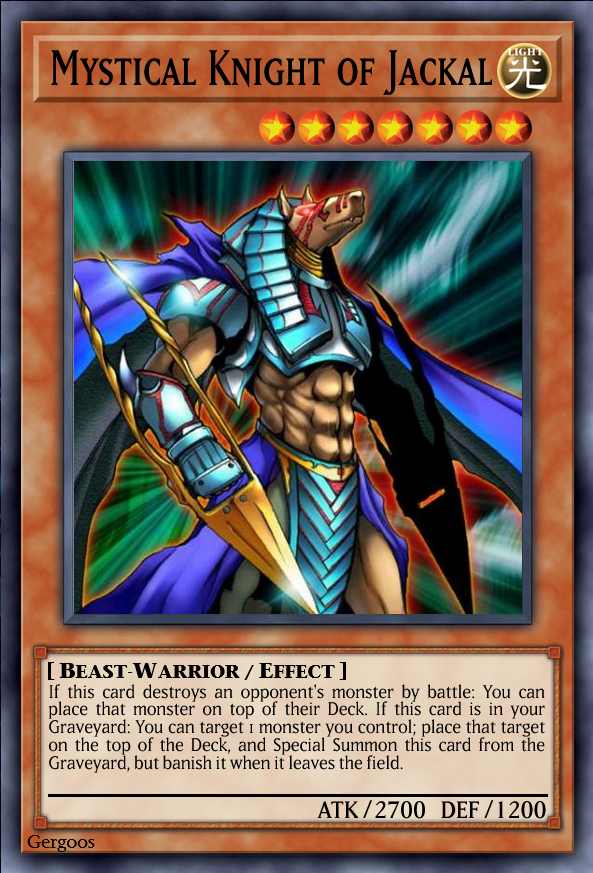 Mystical Knight of Jackal
LIGHT
光
[ Beast-Warrior / Effect ]
If this card destroys an opponent's monster by battle: You can
place that monster on top of their Deck. If this card is in your
Graveyard: You can target 1 monster you control; place that target
on the top of the Deck, and Special Summon this card from the
Graveyard, but banish it when it leaves the field.
ATK / 2700 DEF / 1200
Gergoos